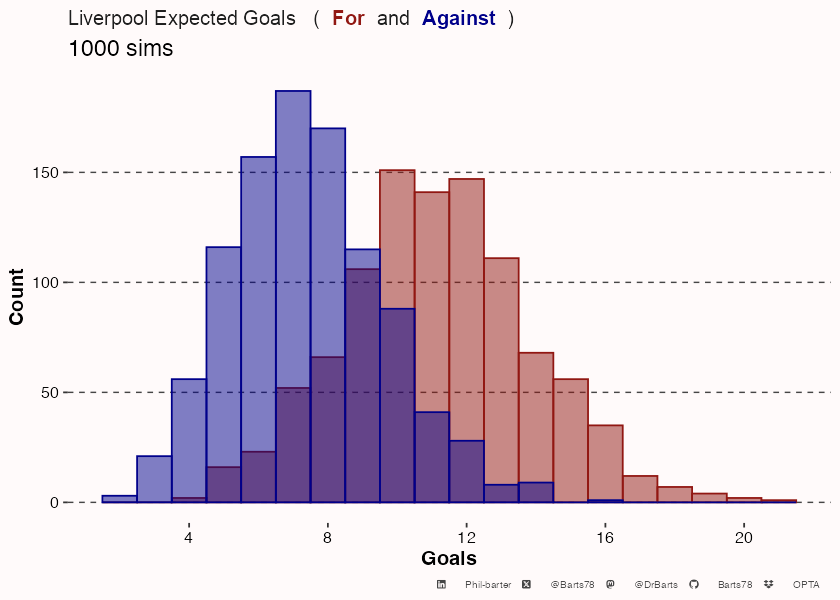 Liverpool Expected Goals ( For and Against )
1000 sims
150
100
50
0
Count
4 8 12 16 20
Goals
Phil-barter @Barts78 @DrBarts Barts78 OPTA